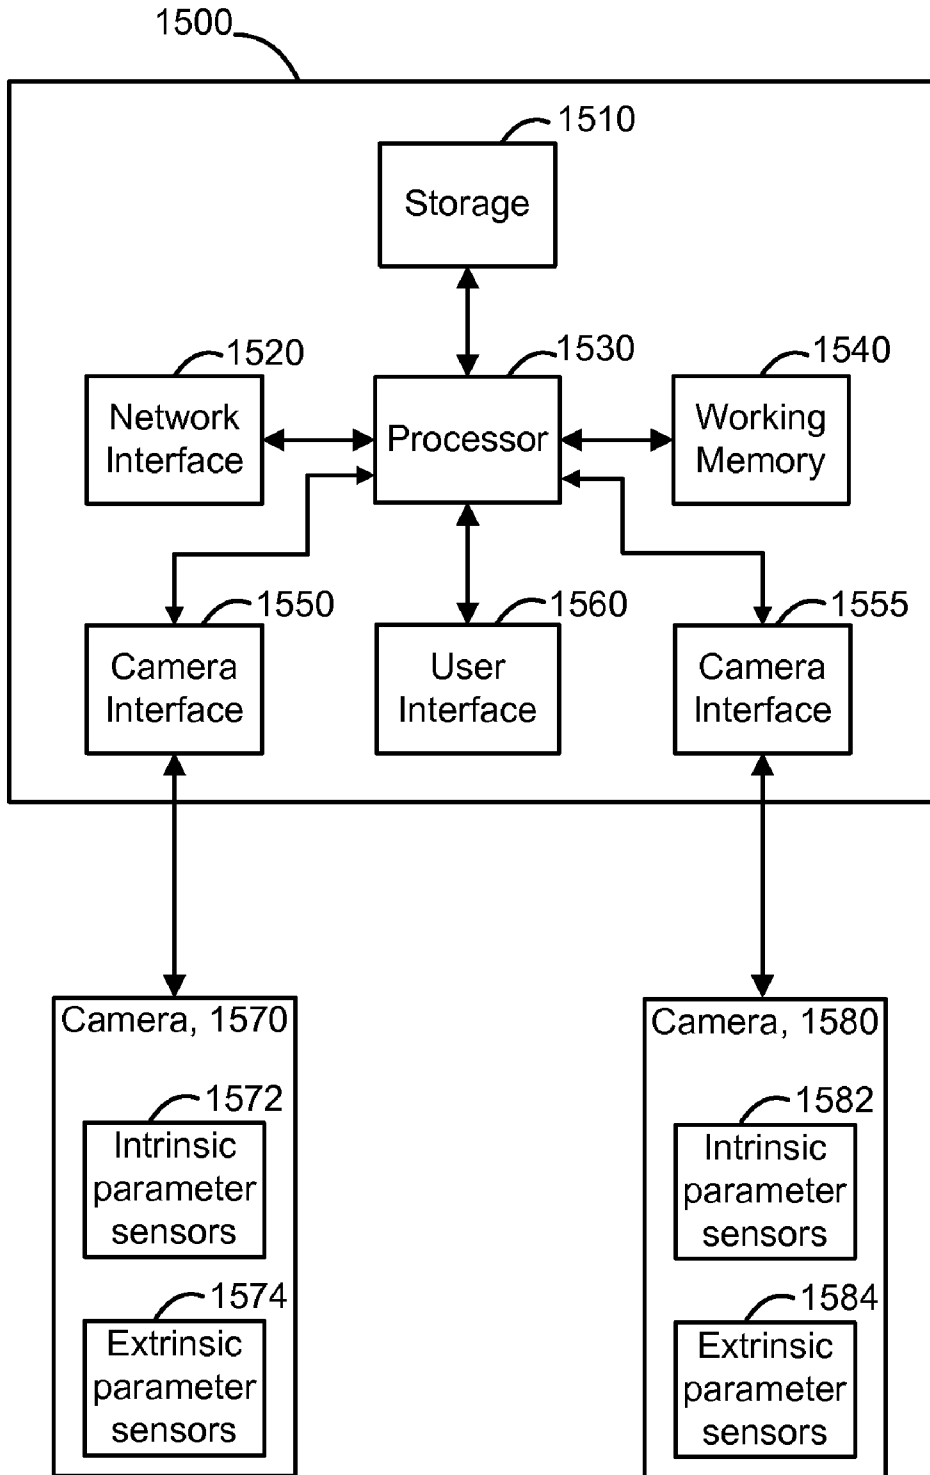 1500
1510
Storage
1520
1530
1540
Network
Interface
Processor
Working
Memory
1550
1560
1555
Camera
Interface
User
Interface
Camera
Interface
Camera, 1570
Camera, 1580
1572
1582
Intrinsic
parameter
sensors
Intrinsic
parameter
sensors
1574
1584
Extrinsic
parameter
sensors
Extrinsic
parameter
sensors